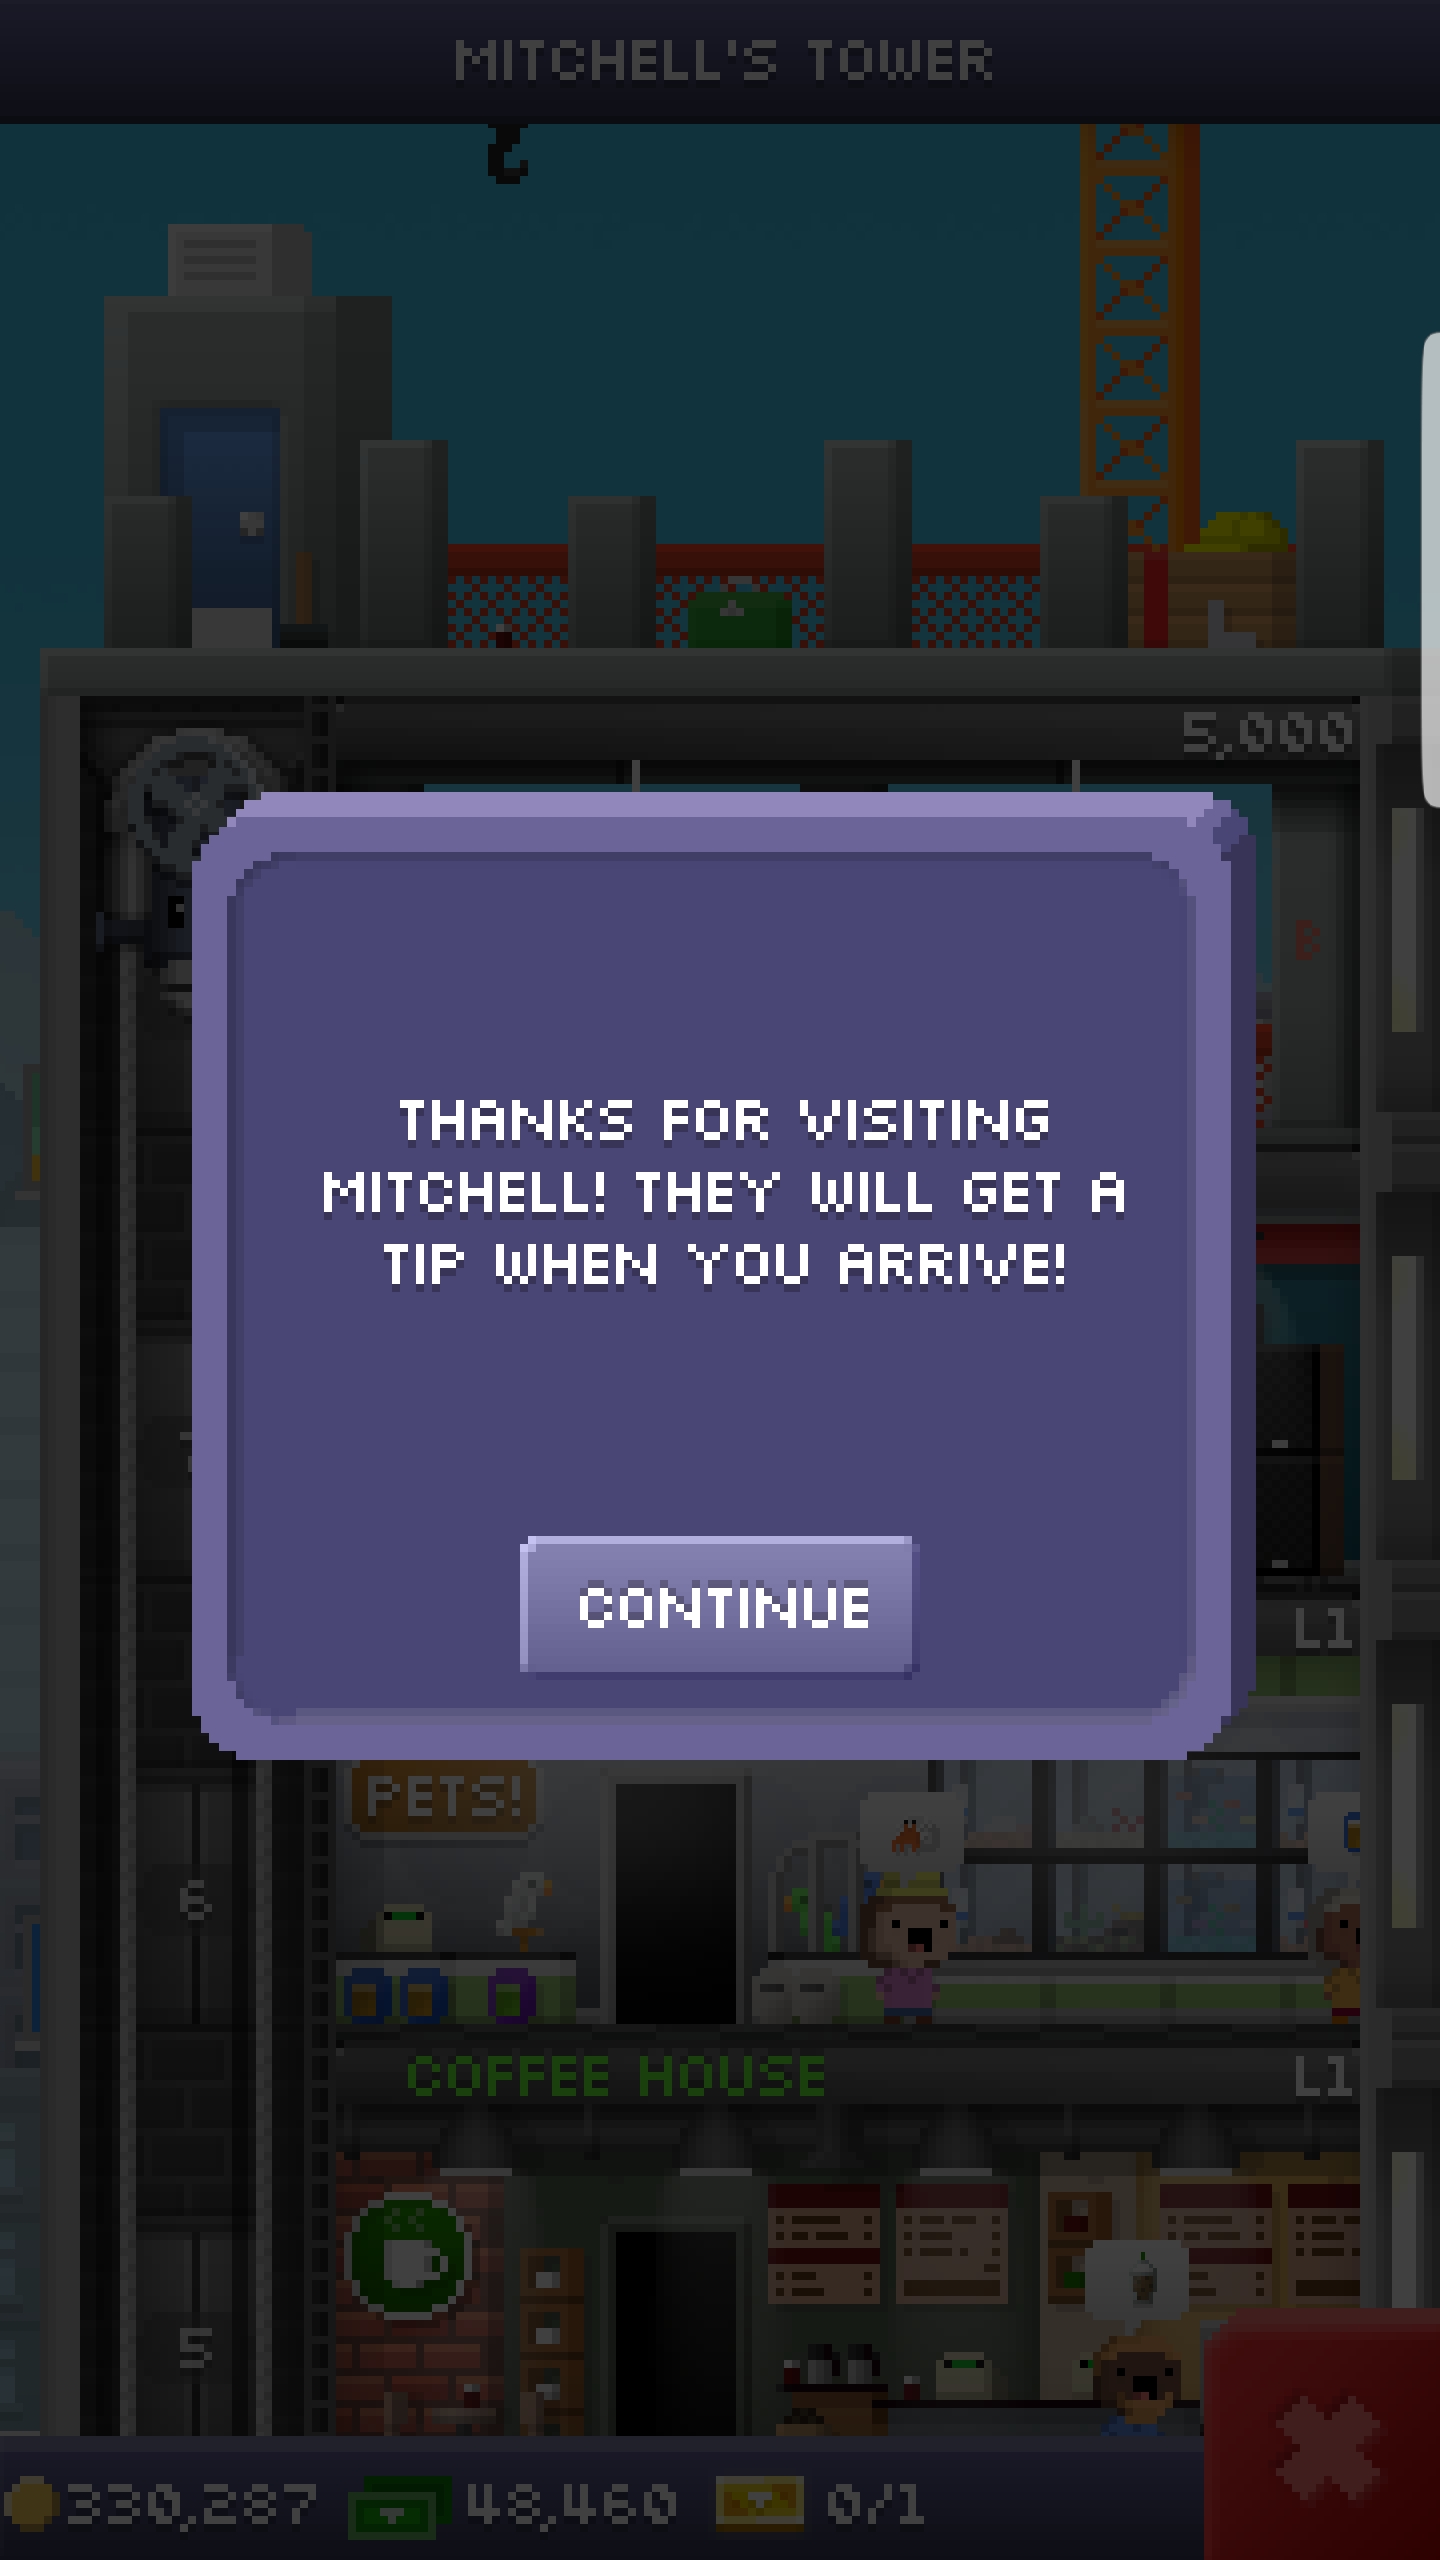 MITCHELL'S TOWER
5,000
B
THANKS FOR VISITING
MITCHELL! THEY WILL GET A
TIP WHEN YOU ARRIVE!
CONTINUE
L1
PETS!
6
COFFEE HOUSE
L1
5
330,287 48,460 0/1